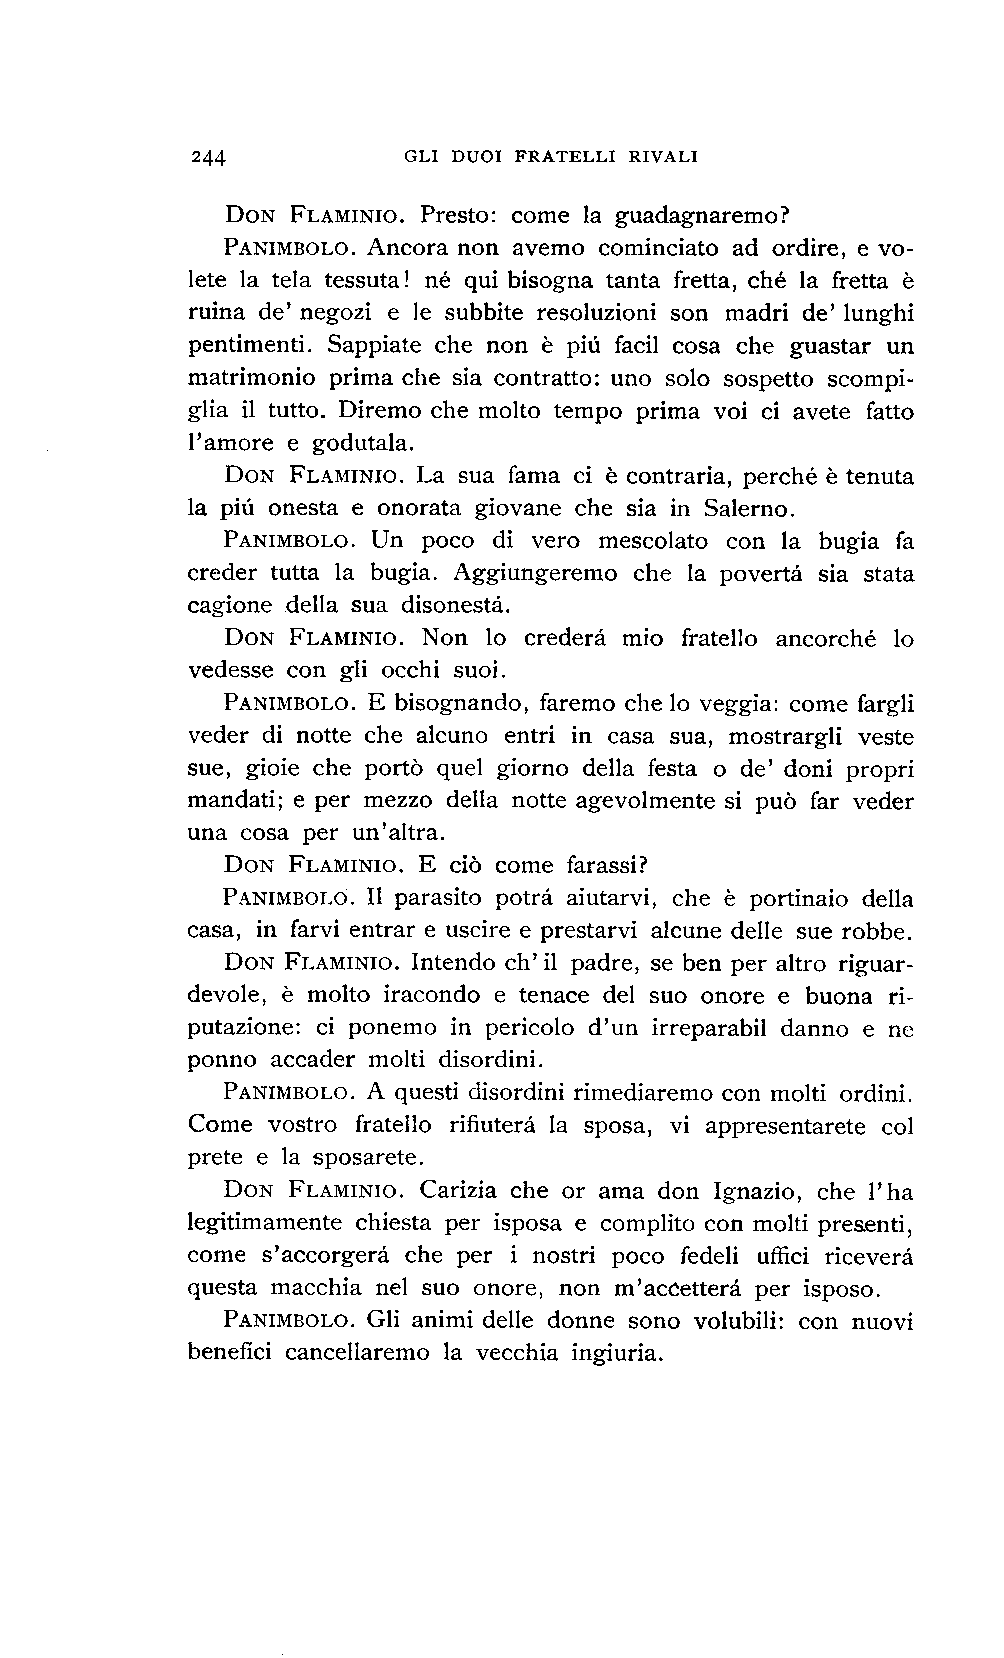 244 GLI DUOI FRATELLI RIVALI
DON FLAMINIO. Presto: come la guadagnaremo?
PANIMBOLO. Ancora non avemo cominciato ad ordire, e vo-
lete la tela tessuta! né qui bisogna tanta fretta, ché la fretta è
ruina de' negozi e le subbite resoluzioni son madri de' lunghi
pentimenti. Sappiate che non è piú facil cosa che guastar un
matrimonio prima che sia contratto: uno solo sospetto scompi-
glia il tutto. Diremo che molto tempo prima voi ci avete fatto
l'amore e godutala.
DON FLAMINIO. La sua fama ci è contraria, perché è tenuta
la piú onesta e onorata giovane che sia in Salerno.
PANIMBOLO. Un poco di vero mescolato con la bugia fa
creder tutta la bugia. Aggiungeremo che la povertá sia stata
cagione della sua disonestá.
DON FLAMINIO. Non lo crederá mio fratello ancorché lo
vedesse con gli occhi suoi.
PANIMBOLO. E bisognando, faremo che lo veggia: come fargli
veder di notte che alcuno entri in casa sua, mostrargli veste
sue, gioie che portò quel giorno della festa o de' doni propri
mandati; e per mezzo della notte agevolmente si può far veder
una cosa per un'altra.
DON FLAMINIO. E ciò come farassi?
PANIMBOLO. Il parasito potrá aiutarvi, che è portinaio della
casa, in farvi entrar e uscire e prestarvi alcune delle sue robbe.
DON FLAMINIO. Intendo ch' il padre, se ben per altro riguar-
devole, è molto iracondo e tenace del suo onore e buona ri-
putazione: ci ponemo in pericolo d'un irreparabil danno e ne
ponno accader molti disordini.
PANIMBOLO. A questi disordini rimediaremo con molti ordini.
Come vostro fratello rifiuterá la sposa, vi appresentarete col
prete e la sposarete.
DON FLAMINIO. Carizia che or ama don Ignazio, che l'ha
legitimamente chiesta per isposa e complito con molti presenti,
come s'accorgerá che per i nostri poco fedeli uffici riceverá
questa macchia nel suo onore, non m'accetterá per isposo.
PANIMBOLO. Gli animi delle donne sono volubili: con nuovi
benefici cancellaremo la vecchia ingiuria.